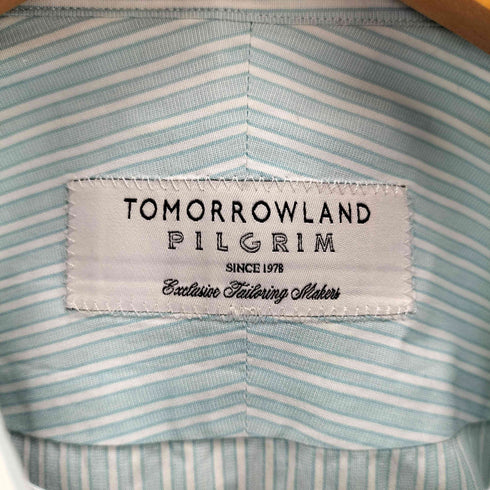 TOMORROWLAND
PILGRIM
SINCE 1978
Exclusive Tailoring Makers